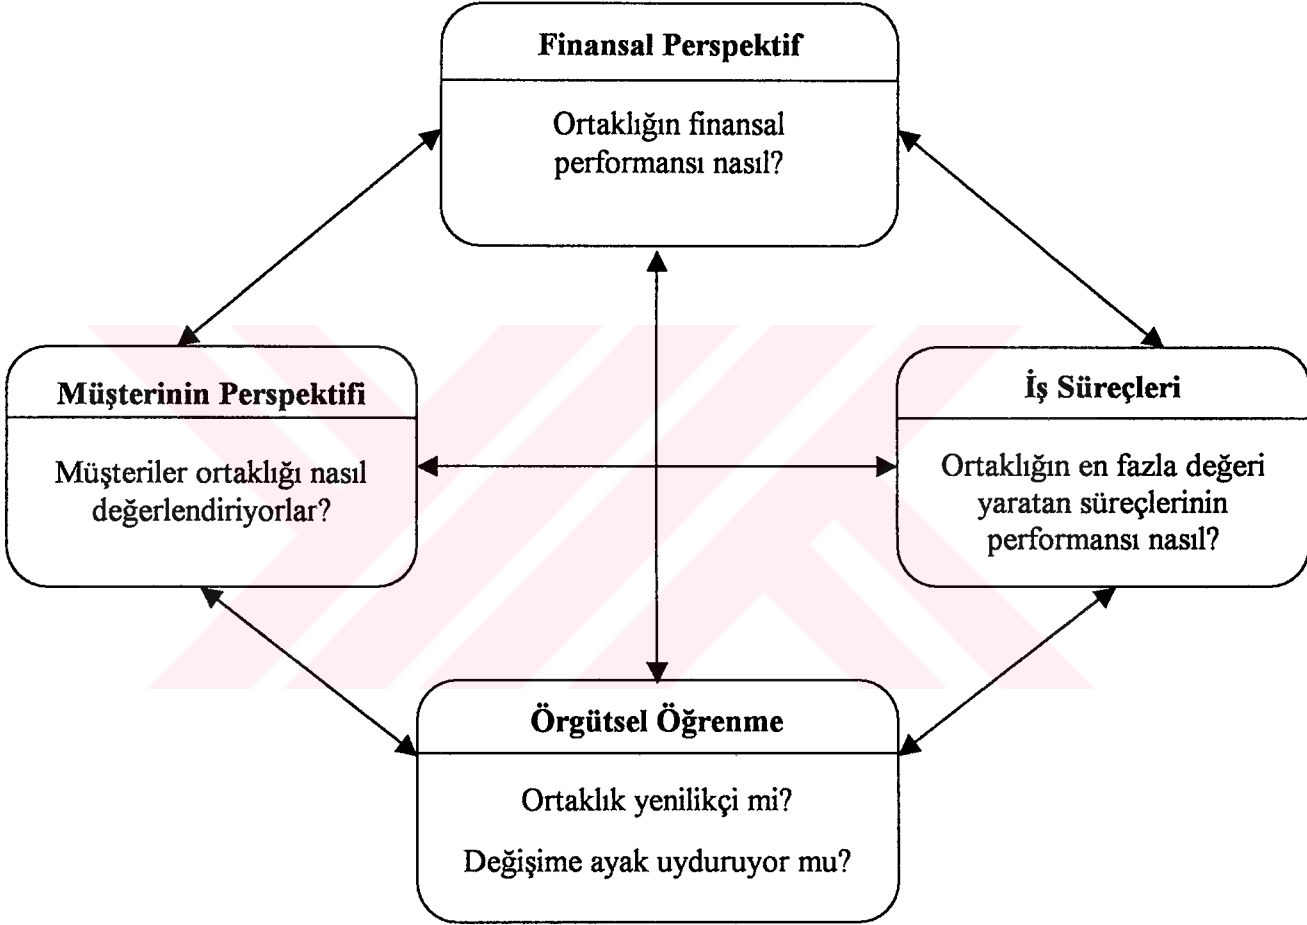 Finansal Perspektif
Ortaklığın finansal
performansı nasıl?
Müşterinin Perspektifi
Müşteriler ortaklığı nasıl
değerlendiriyorlar?
İş Süreçleri
Ortaklığın en fazla değeri
yaratan süreçlerinin
performansı nasıl?
Örgütsel Öğrenme
Ortaklık yenilikçi mi?
Değişime ayak uyduruyor mu?